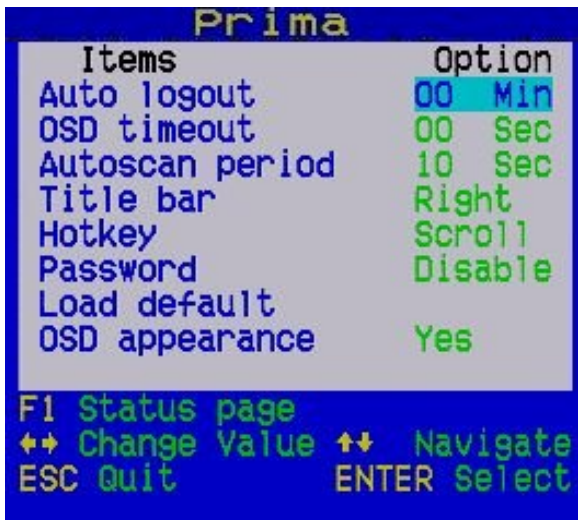 Prima
Items Option
Auto logout 00 Min
OSD timeout 00 Sec
Autoscan period 10 Sec
Title bar Right
Hotkey Scroll
Password Disable
Load default
OSD appearance Yes
F1 Status page
↔ Change Value ↕ Navigate
ESC Quit ENTER Select